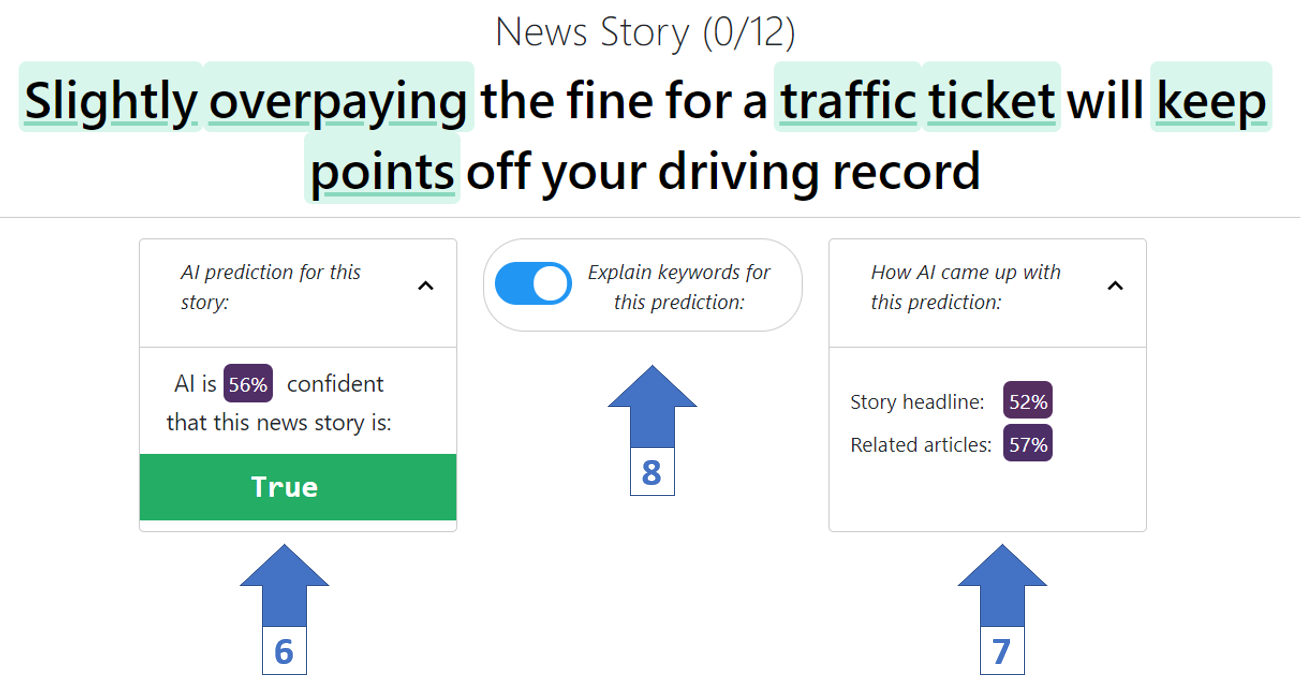 News Story (0/12)
Slightly overpaying the fine for a traffic ticket will keep
points off your driving record
AI prediction for this
story:
AI is 56% confident
that this news story is:
True
Explain keywords for
this prediction:
How AI came up with
this prediction:
Story headline: 52%
Related articles: 57%
6
8
7